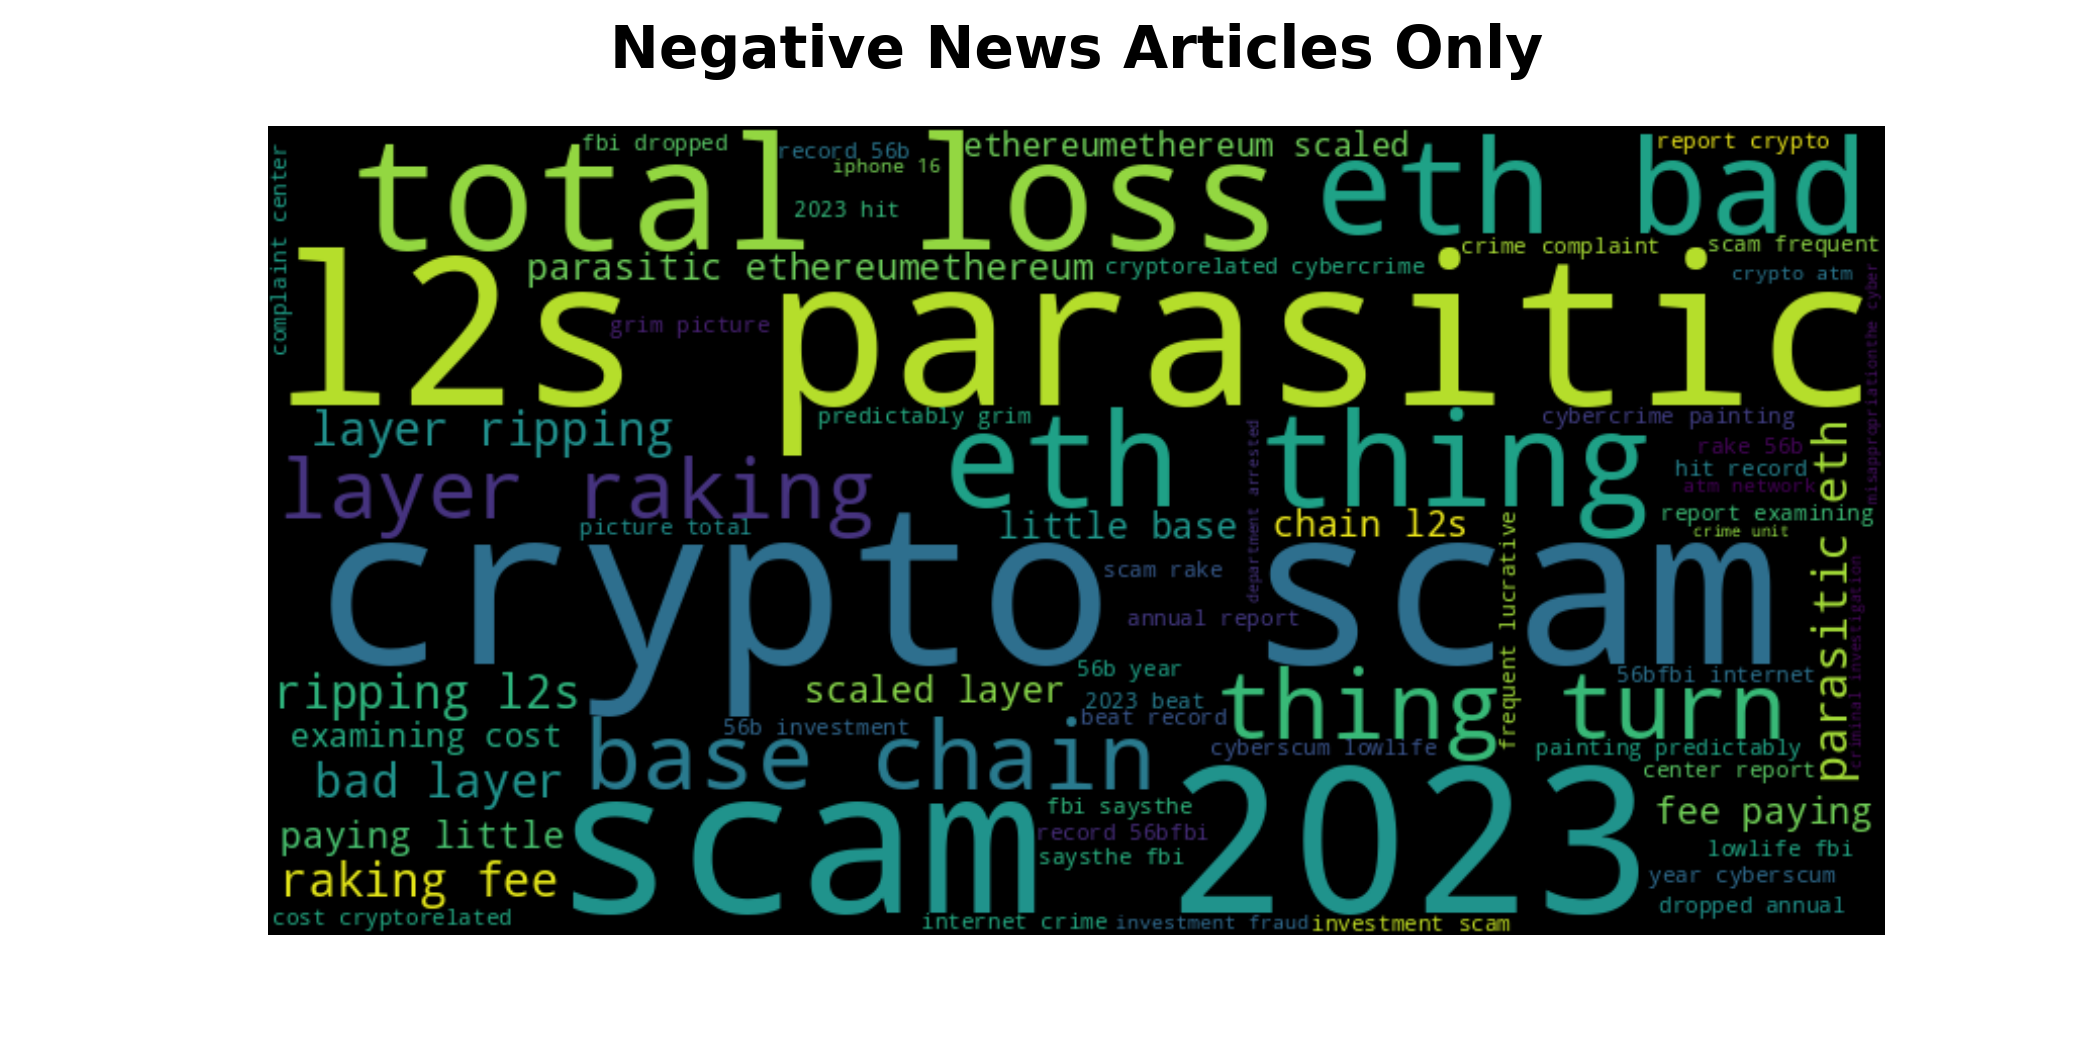 Negative News Articles Only
complaint center
fbi dropped
record 56b
iphone 16
2023 hit
total loss
ethereumethereum scaled
eth bad
report crypto
crime complaint
scam frequent
crypto atm
parasitic ethereumethereum
cryptorelated cybercrime
grim picture
l2s parasitic
misappropriationthe cyber
layer ripping
predictably grim
cybercrime painting
rake 56b
hit record
atm network
layer raking
eth thing
department arrested
report examining
crime unit
picture total
little base
chain l2s
frequent lucrative
parasitic eth
criminal investigation
crypto scam
scam rake
annual report
ripping l2s
scaled layer
56b year
2023 beat
beat record
thing turn
56bfbi internet
examining cost
56b investment
base chain
cyberscum lowlife
painting predictably
center report
bad layer
fbi saysthe
fee paying
paying little
record 56bfbi
saysthe fbi
scam 2023
lowlife fbi
raking fee
year cyberscum
dropped annual
cost cryptorelated
internet crime
investment fraud
investment scam